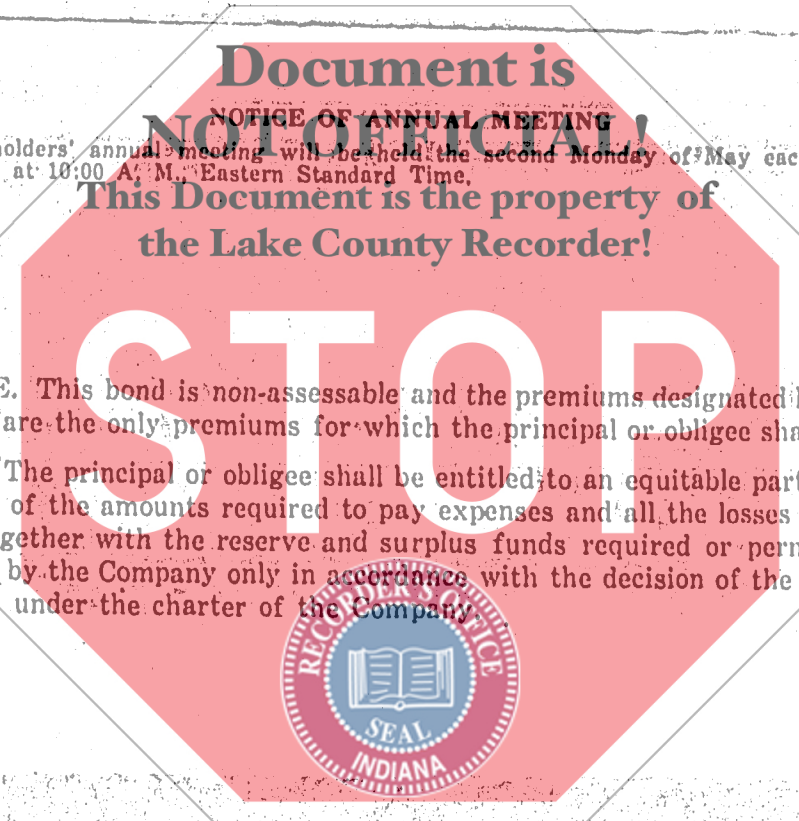 Document is
NOTICE OF ANNUAL MEETING
NOT OFFICIAL!
holders' annual meeting will be held the second Monday of May eac
at 10:00 A. M., Eastern Standard Time.
This Document is the property of
the Lake County Recorder!
STOP
E. This bond is non-assessable and the premiums designated
are the only premiums for which the principal or obligee sha
The principal or obligee shall be entitled to an equitable part
of the amounts required to pay expenses and all the losses
gether with the reserve and surplus funds required or perm
by the Company only in accordance with the decision of the
under the charter of the Company.
RECORDER'S OFFICE
SEAL
INDIANA